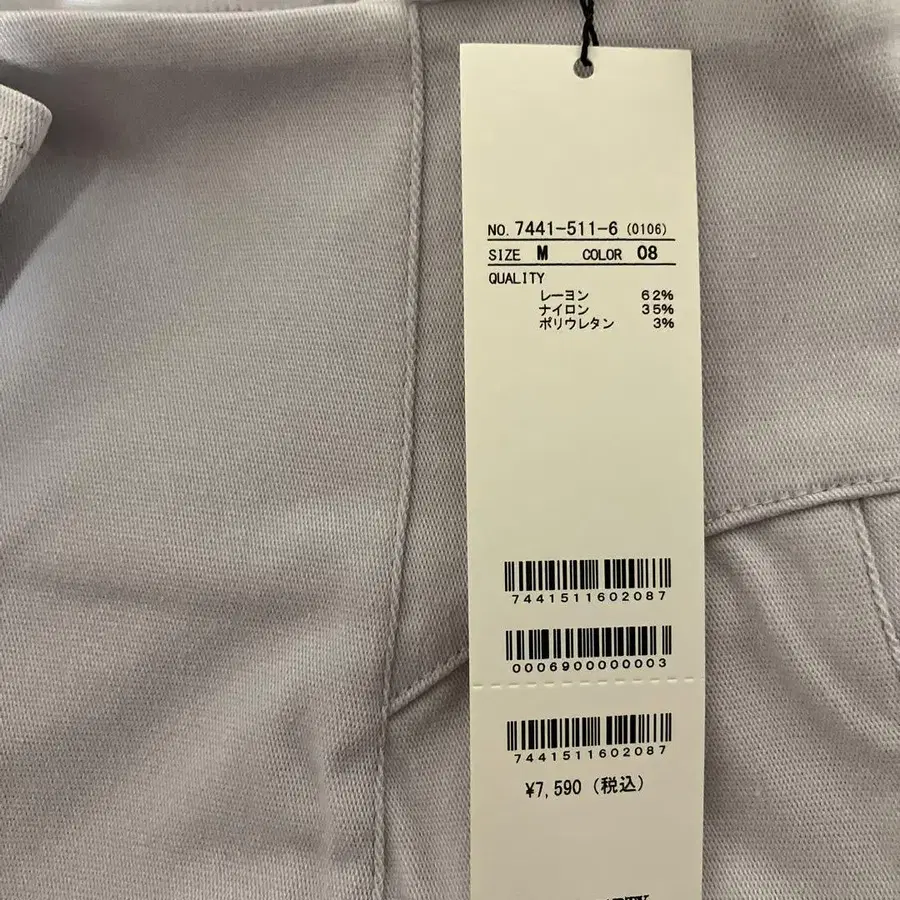 NO. 7441-511-6 (0106)
SIZE M COLOR 08
QUALITY
レーヨン 62%
ナイロン 35%
ポリウレタン 3%
7441511602087
0006900000003
7441511602087
¥7,590 (税込)